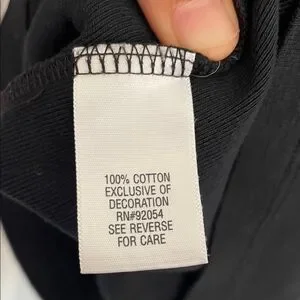 100% COTTON
EXCLUSIVE OF
DECORATION
RN#92054
SEE REVERSE
FOR CARE